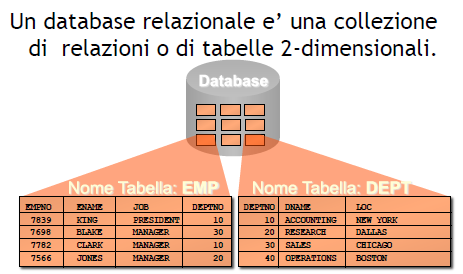 Un database relazionale e’ una collezione
di relazioni o di tabelle 2-dimensionali.
Database
Nome Tabella: EMP
EMPNO ENAME JOB DEPTNO
7839 KING PRESIDENT 10
7698 BLAKE MANAGER 30
7782 CLARK MANAGER 10
7566 JONES MANAGER 20
Nome Tabella: DEPT
DEPTNO DNAME LOC
10 ACCOUNTING NEW YORK
20 RESEARCH DALLAS
30 SALES CHICAGO
40 OPERATIONS BOSTON